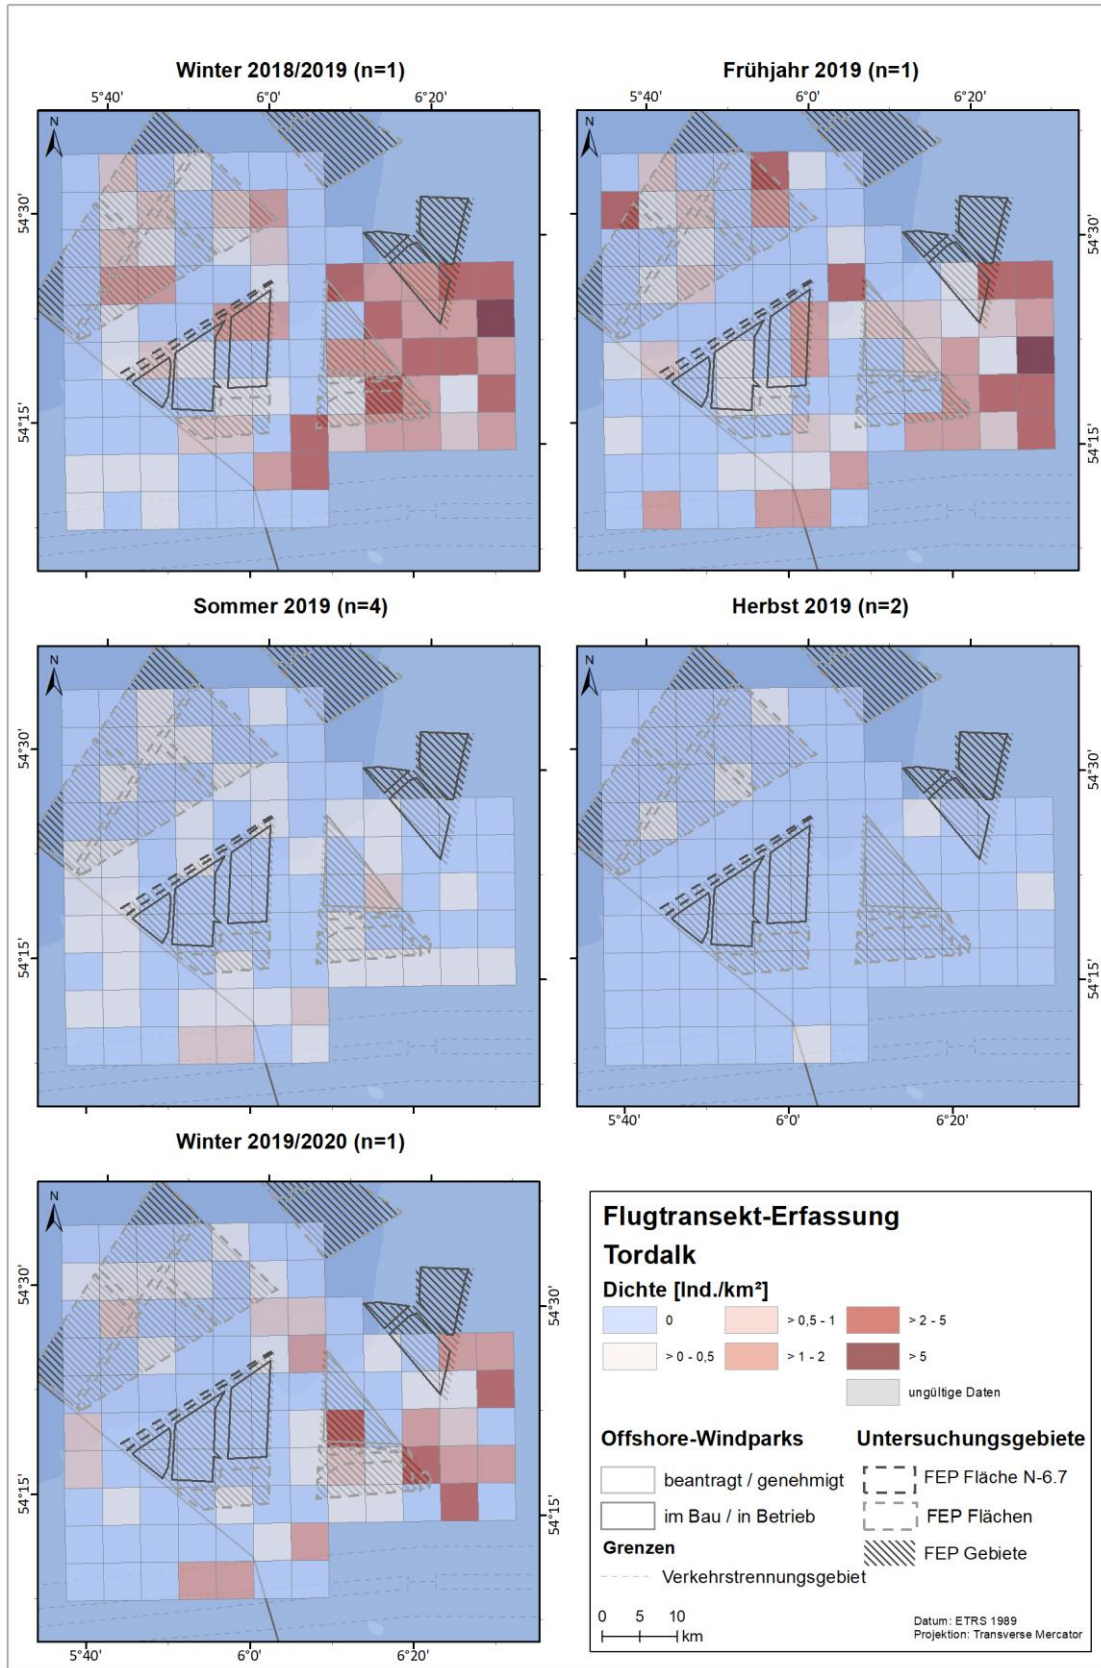 Winter 2018/2019 (n=1)
5°40' 6°0' 6°20'
N
54°30'
54°15'
Frühjahr 2019 (n=1)
5°40' 6°0' 6°20'
N
54°30'
54°15'
Sommer 2019 (n=4)
N
54°30'
54°15'
Herbst 2019 (n=2)
N
54°30'
54°15'
5°40' 6°0' 6°20'
Winter 2019/2020 (n=1)
N
54°30'
54°30'
54°15'
54°15'
5°40' 6°0' 6°20'
Flugtransekt-Erfassung
Tordalk
Dichte [Ind./km²]
0 > 0,5 - 1 > 2 - 5
> 0 - 0,5 > 1 - 2 > 5
ungültige Daten
Offshore-Windparks
beantragt / genehmigt
im Bau / in Betrieb
Grenzen
Verkehrstrennungsgebiet
Untersuchungsgebiete
FEP Fläche N-6.7
FEP Flächen
FEP Gebiete
0 5 10
km
Datum: ETRS 1989
Projektion: Transverse Mercator